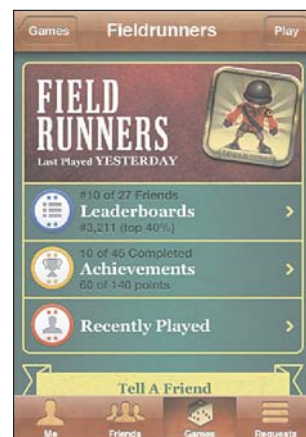 Games Fieldrunners Play
FIELD
RUNNERS
Last Played YESTERDAY
#10 of 27 Friends
Leaderboards
#3,211 (top 40%)
10 of 45 Completed
Achievements
60 of 140 points
Recently Played
Tell A Friend
Me Friends Games Requests